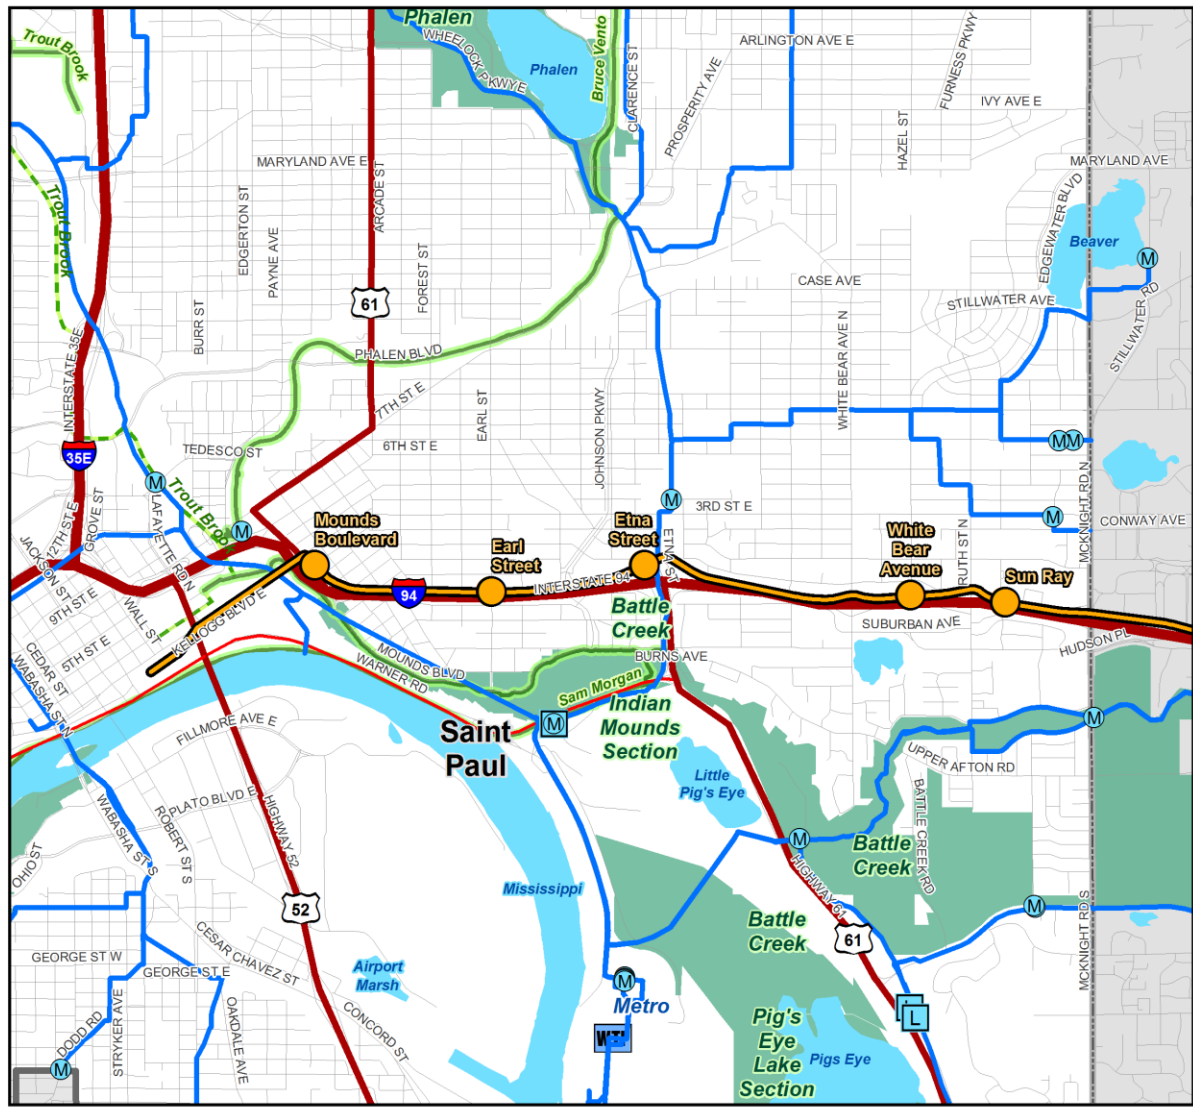 Phalen
WHEELOCK PKWYE
Phalen
Bruce Vento
CLARENCE ST
PROSPERITY AVE
ARLINGTON AVE E
FURNESS PKWY
IVY AVE E
HAZEL ST
Trout Brook
MARYLAND AVE E
ARCADE ST
MARYLAND AVE
EDGEWATER BLVD
Beaver
M
Trout Brook
EDGERTON ST
PAYNE AVE
FOREST ST
CASE AVE
STILLWATER AVE
STILLWATER RD
61
BURR ST
INTERSTATE 35E
PHALEN BLVD
WHITE BEAR AVE N
7TH ST E
EARL ST
JOHNSON PKWY
6TH ST E
TEDESCO ST
35E
M
M
M
M
Trout Brook
LAFAYETTE RD N
GROVE ST
12TH ST E
M
3RD ST E
M
CONWAY AVE
MCKNIGHT RD N
RUTH ST N
Mounds
Boulevard
Earl
Street
Etna
Street
ETNA ST
White
Bear
Avenue
Sun Ray
JACKSON ST
9TH ST E
WALL ST
5TH ST E
KELLOGG BLVD E
94
INTERSTATE 94
Battle
Creek
SUBURBAN AVE
HUDSON PL
CEDAR ST
WABASHA ST N
MOUNDS BLVD
WARNER RD
BURNS AVE
Sam Morgan
Indian
Mounds
Section
M
M
Saint
Paul
FILLMORE AVE E
Little
Pig's Eye
UPPER AFTON RD
PLATO BLVD E
WABASHA ST S
ROBERT ST S
HIGHWAY 52
BATTLE CREEK RD
M
Battle
Creek
OHIO ST
Mississippi
HIGHWAY 61
M
52
Battle
Creek
61
MCKNIGHT RD S
CESAR CHAVEZ ST
GEORGE ST W
GEORGE ST E
Airport
Marsh
M
Metro
L
Pig's
Eye
Lake
Section
Pigs Eye
CONCORD ST
OAKDALE AVE
STRYKER AVE
DODD RD
M